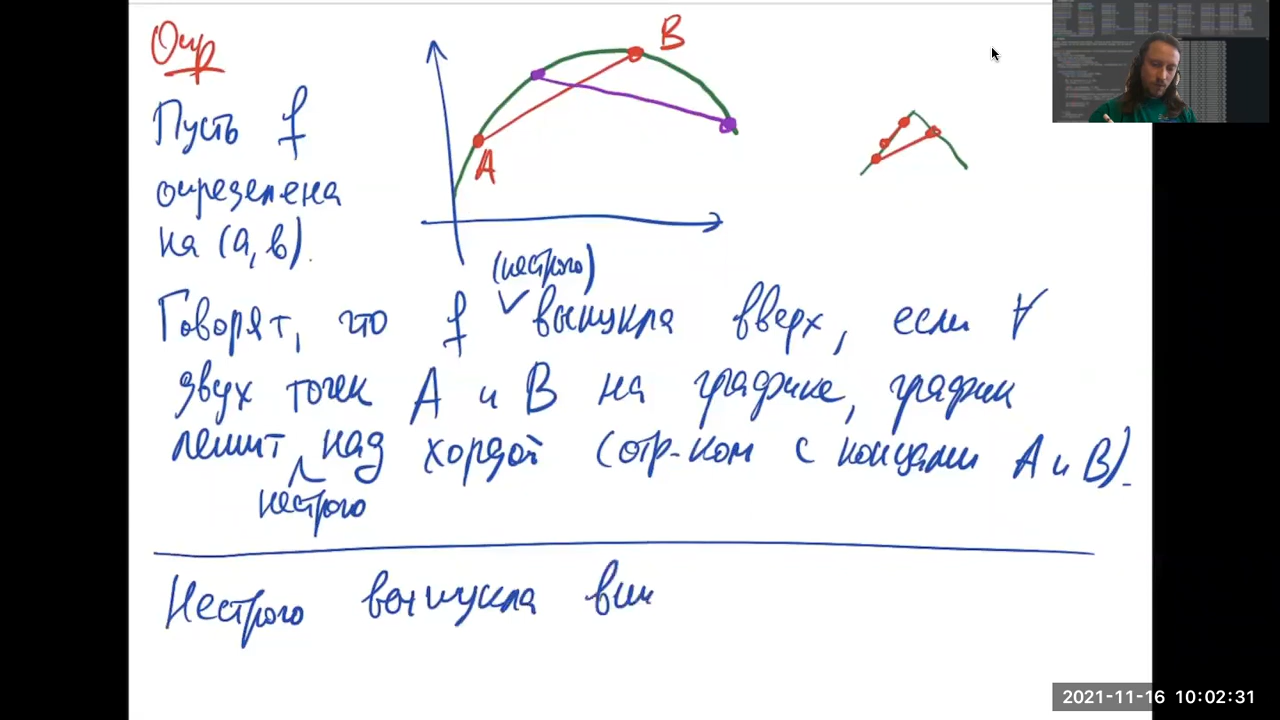 Опр
B
Пусть f
A
определена
на (a, b).
(нестрого)
Говорят, что f ✓ выпукла вверх, если ∀
двух точек A и B на графике, график
лежит над хордой (отр-ком с концами A и B).
нестрого
Нестрого выпукла вни
2021-11-16 10:02:31